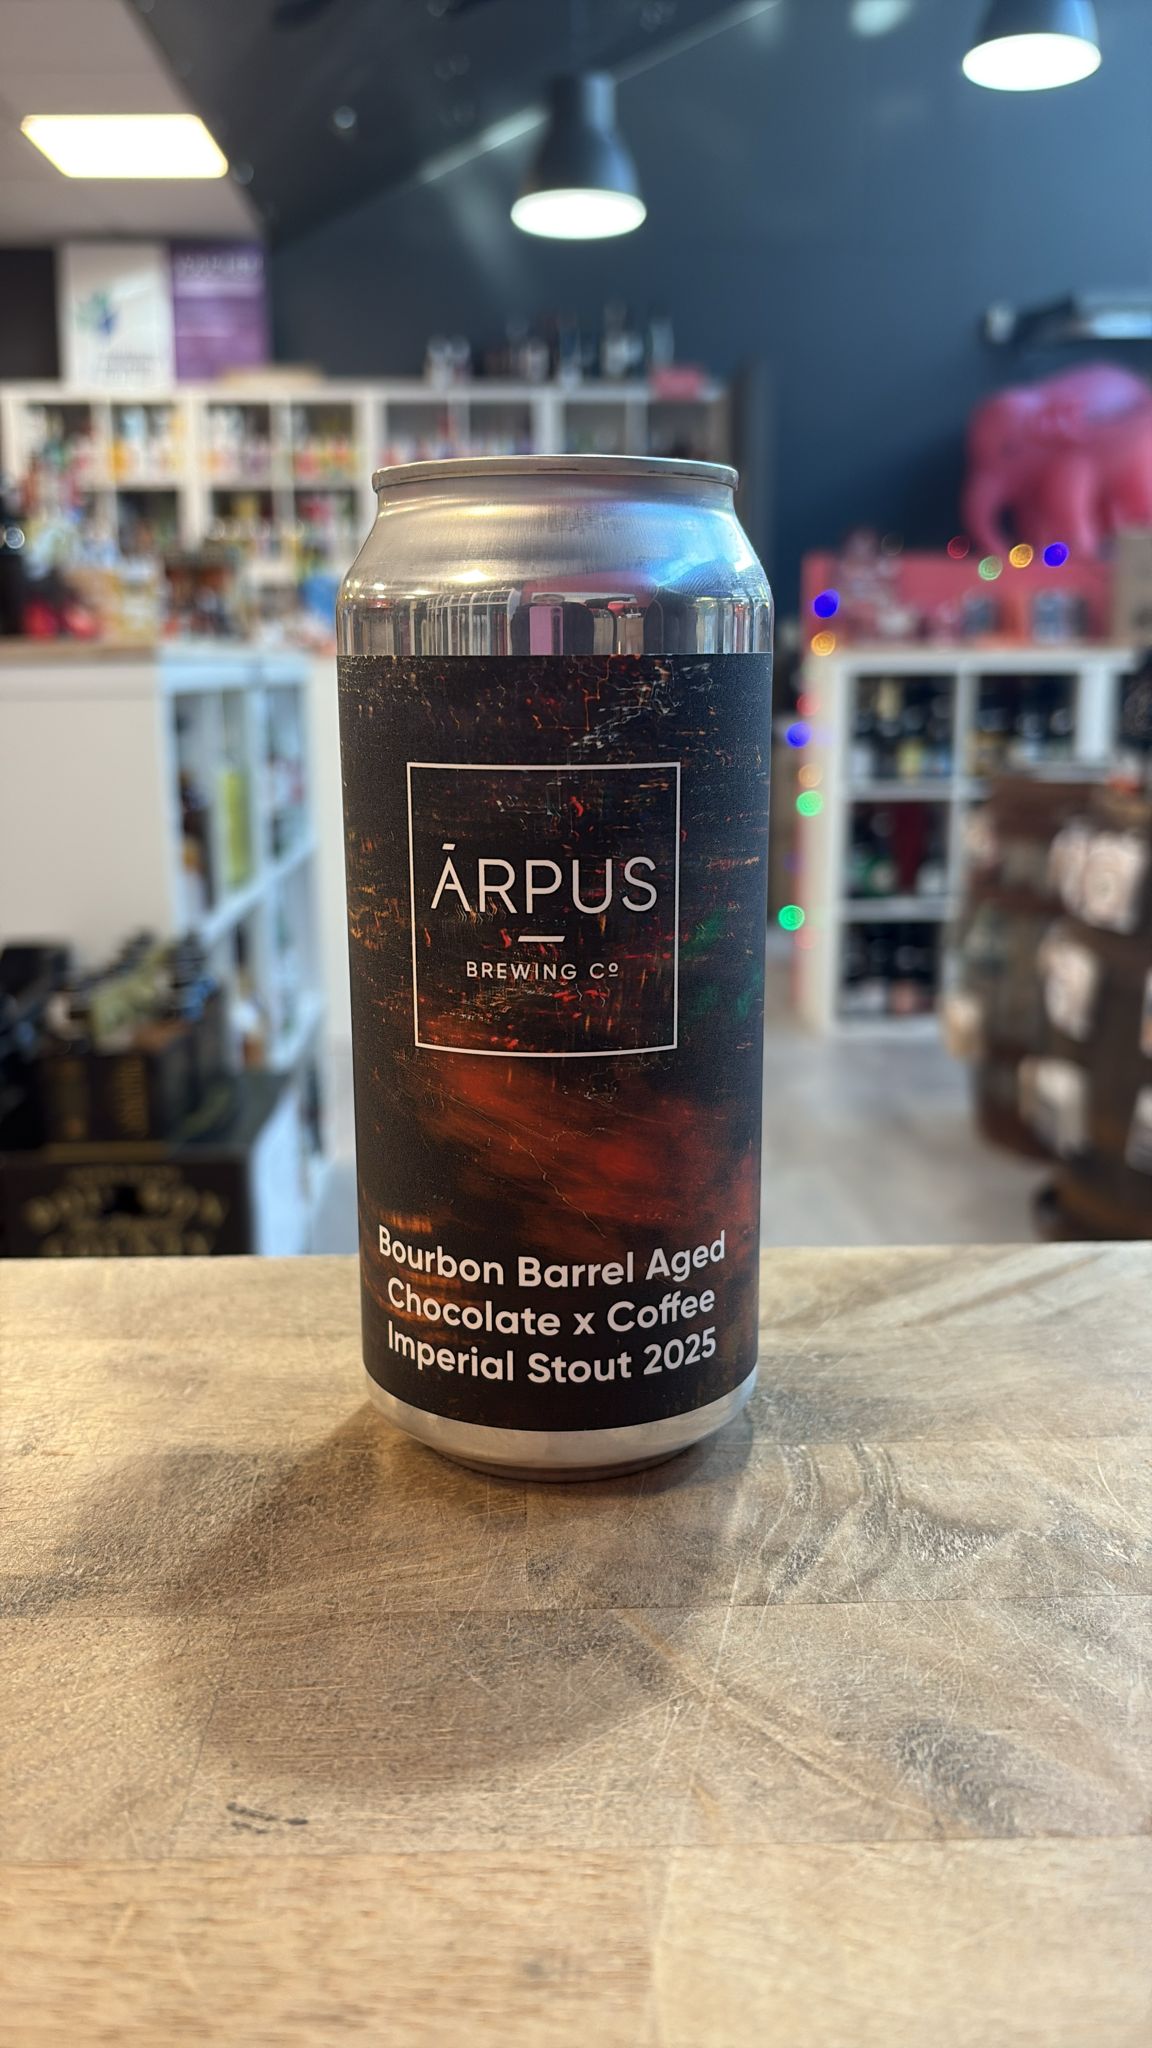 ĀRPUS
BREWING Cº
Bourbon Barrel Aged
Chocolate x Coffee
Imperial Stout 2025